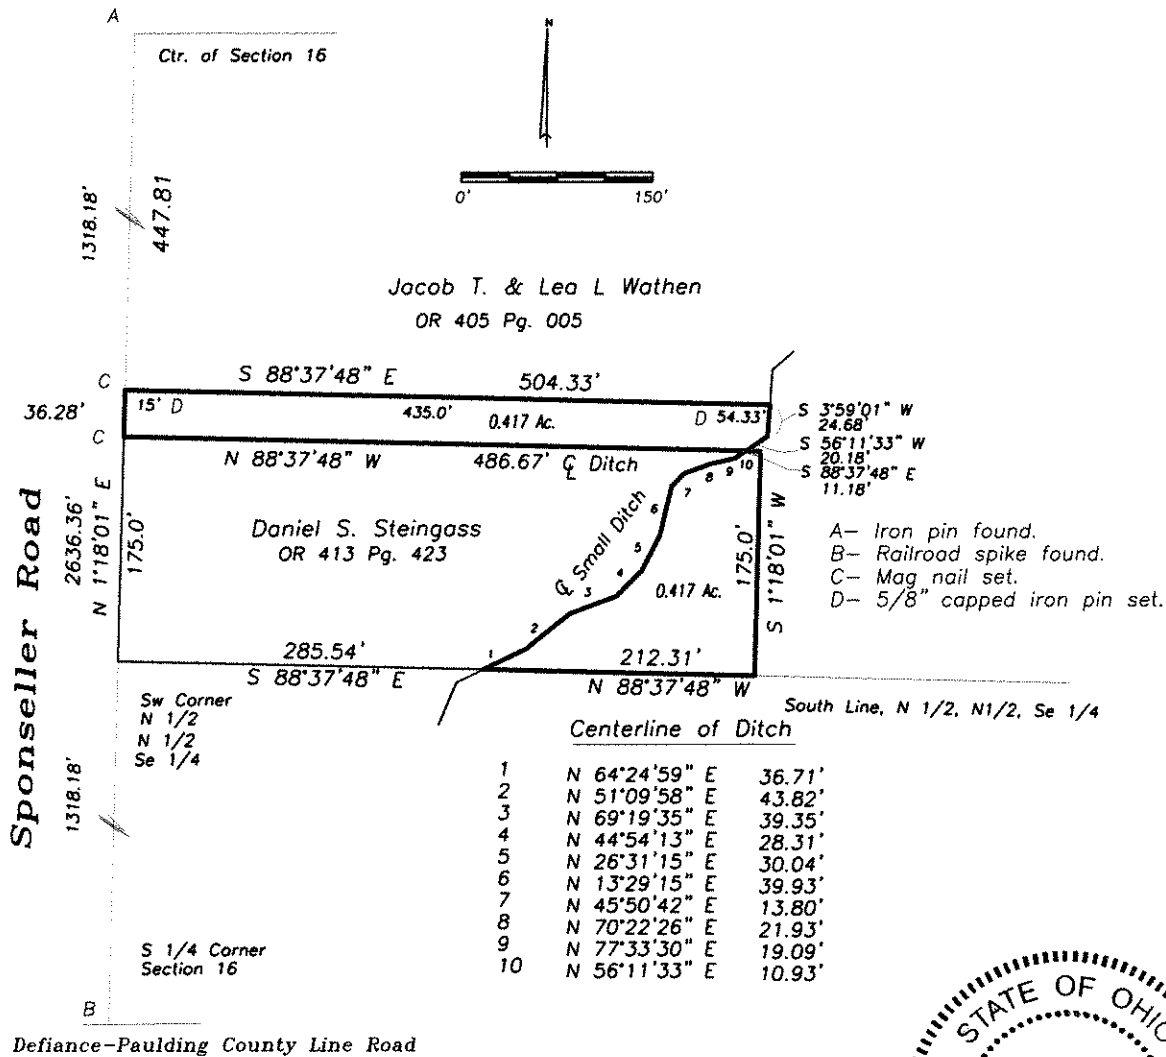 A
Ctr. of Section 16
N
0' 150'
1318.18'
447.81
Jacob T. & Lea L Wathen
OR 405 Pg. 005
C
S 88°37'48" E 504.33'
36.28'
15' D 435.0' 0.417 Ac. D 54.33'
S 3°59'01" W
24.68'
C
N 88°37'48" W 486.67' ℄ Ditch
S 56°11'33" W
20.18'
S 88°37'48" E
11.18'
Sponseller Road
2636.36'
N 1°18'01" E
175.0'
Daniel S. Steingass
OR 413 Pg. 423
℄ Small Ditch
1 2 3 4 5 6 7 8 9 10
0.417 Ac.
175.0'
S 1°18'01" W
A– Iron pin found.
B– Railroad spike found.
C– Mag nail set.
D– 5/8" capped iron pin set.
285.54'
S 88°37'48" E
212.31'
N 88°37'48" W
South Line, N 1/2, N1/2, Se 1/4
Sw Corner
N 1/2
N 1/2
Se 1/4
1318.18'
Centerline of Ditch
1 N 64°24'59" E 36.71'
2 N 51°09'58" E 43.82'
3 N 69°19'35" E 39.35'
4 N 44°54'13" E 28.31'
5 N 26°31'15" E 30.04'
6 N 13°29'15" E 39.93'
7 N 45°50'42" E 13.80'
8 N 70°22'26" E 21.93'
9 N 77°33'30" E 19.09'
10 N 56°11'33" E 10.93'
S 1/4 Corner
Section 16
B
Defiance–Paulding County Line Road
STATE OF OHIO